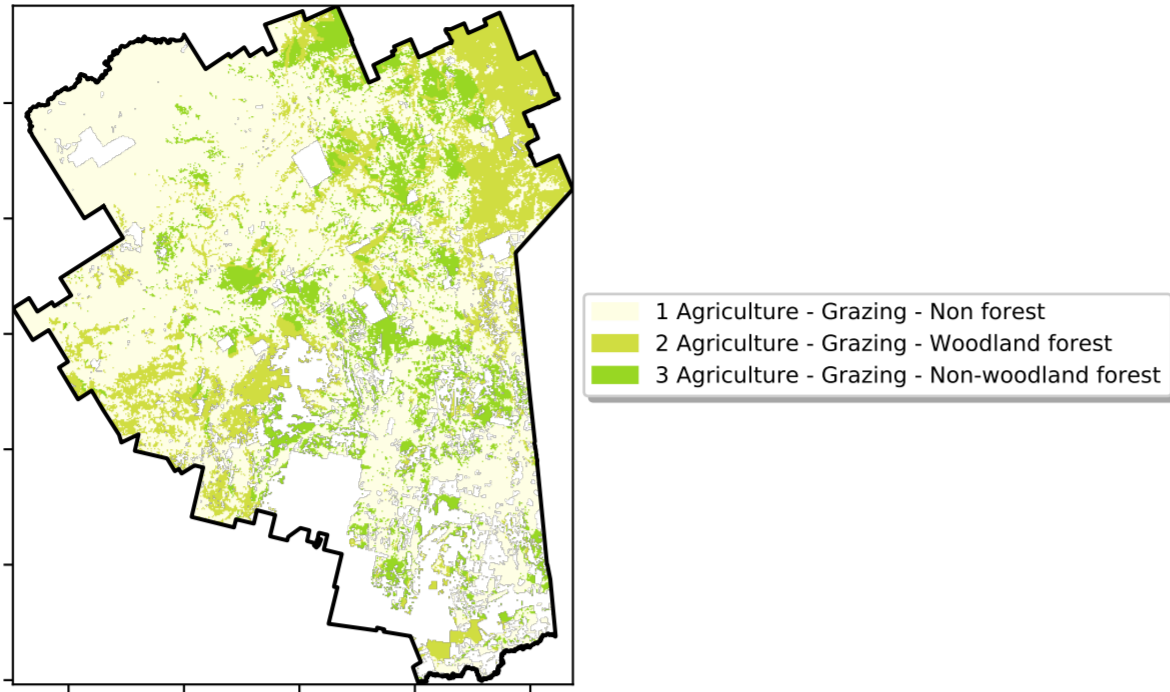 1 Agriculture - Grazing - Non forest
2 Agriculture - Grazing - Woodland forest
3 Agriculture - Grazing - Non-woodland forest